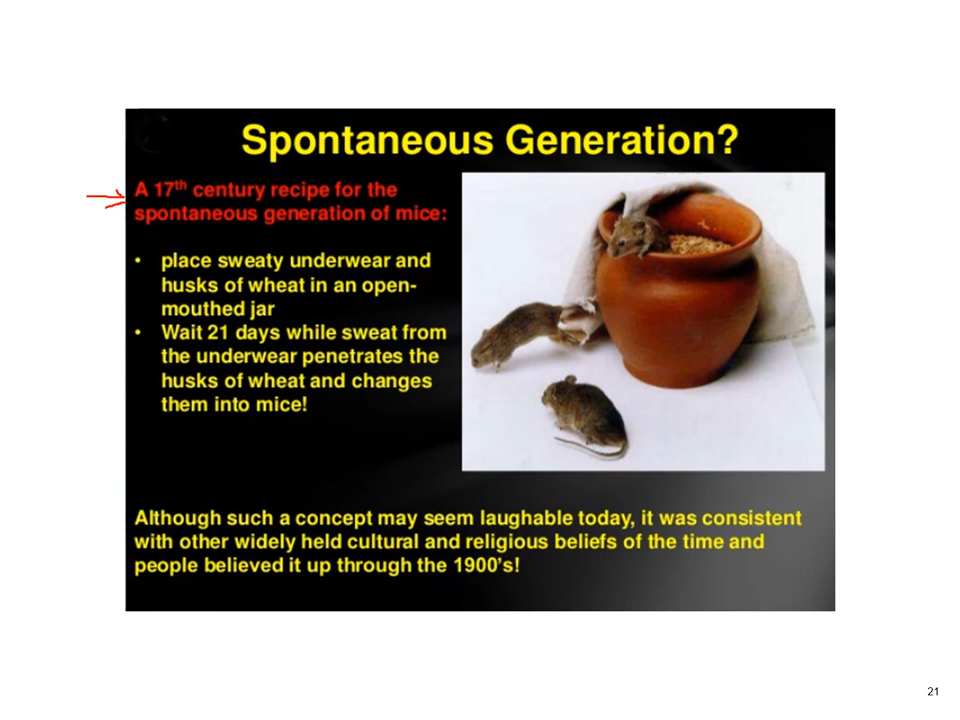 Spontaneous Generation?
A 17th century recipe for the
spontaneous generation of mice:
• place sweaty underwear and
husks of wheat in an open-
mouthed jar
• Wait 21 days while sweat from
the underwear penetrates the
husks of wheat and changes
them into mice!
Although such a concept may seem laughable today, it was consistent
with other widely held cultural and religious beliefs of the time and
people believed it up through the 1900's!
21